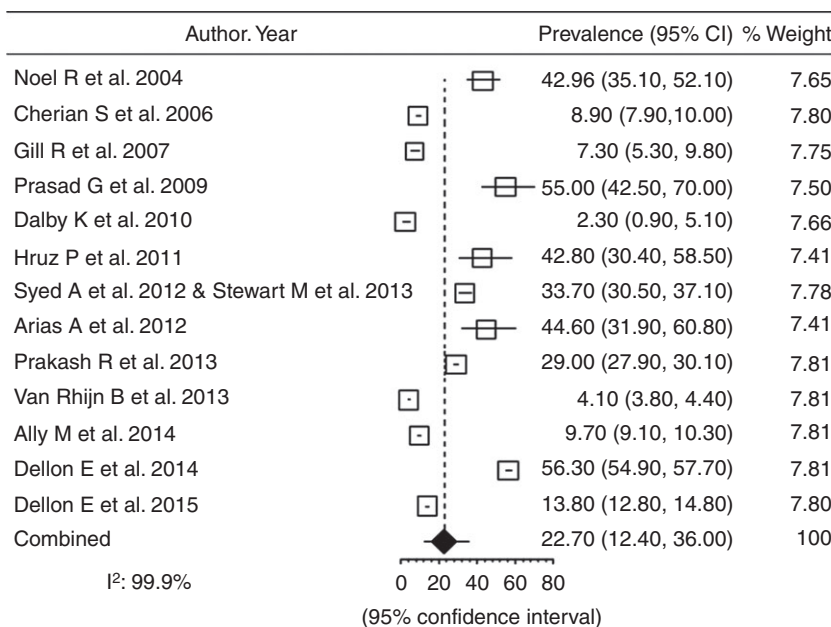 Author. Year Prevalence (95% CI) % Weight
Noel R et al. 2004 42.96 (35.10, 52.10) 7.65
Cherian S et al. 2006 8.90 (7.90,10.00) 7.80
Gill R et al. 2007 7.30 (5.30, 9.80) 7.75
Prasad G et al. 2009 55.00 (42.50, 70.00) 7.50
Dalby K et al. 2010 2.30 (0.90, 5.10) 7.66
Hruz P et al. 2011 42.80 (30.40, 58.50) 7.41
Syed A et al. 2012 & Stewart M et al. 2013 33.70 (30.50, 37.10) 7.78
Arias A et al. 2012 44.60 (31.90, 60.80) 7.41
Prakash R et al. 2013 29.00 (27.90, 30.10) 7.81
Van Rhijn B et al. 2013 4.10 (3.80, 4.40) 7.81
Ally M et al. 2014 9.70 (9.10, 10.30) 7.81
Dellon E et al. 2014 56.30 (54.90, 57.70) 7.81
Dellon E et al. 2015 13.80 (12.80, 14.80) 7.80
Combined 22.70 (12.40, 36.00) 100
I²: 99.9% 0 20 40 60 80
(95% confidence interval)